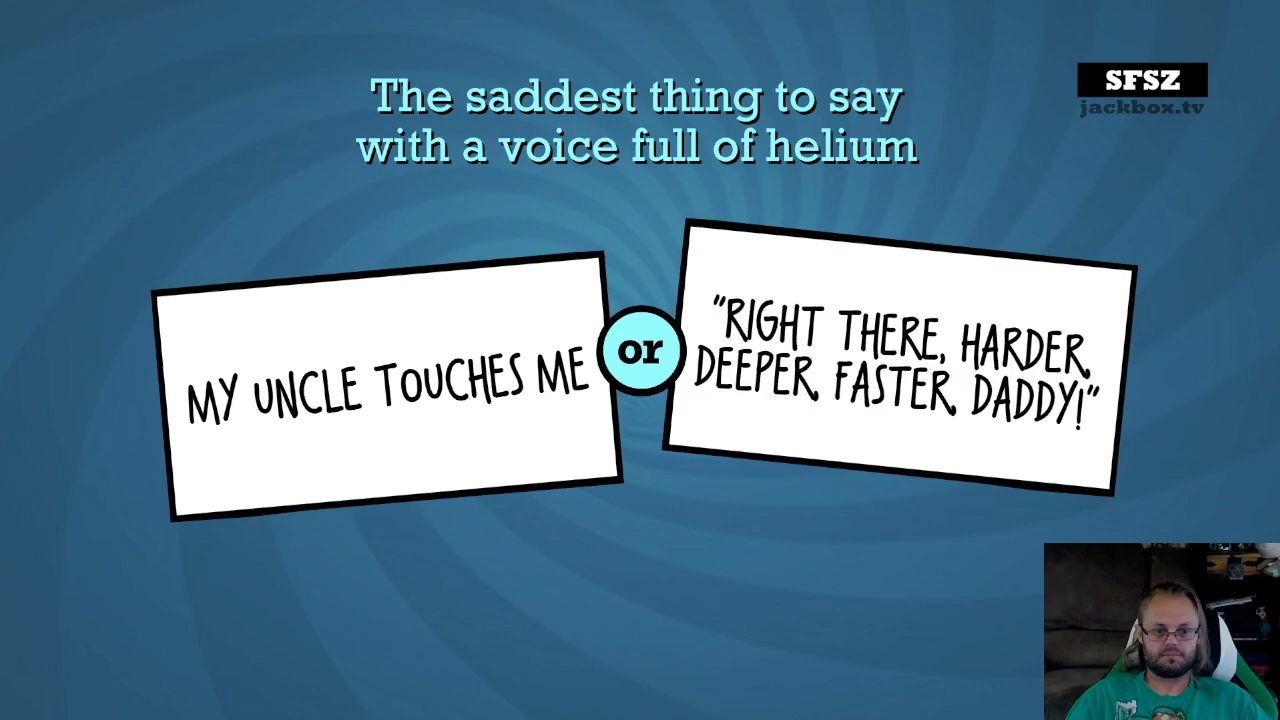 The saddest thing to say
with a voice full of helium
SFSZ
jackbox.tv
MY UNCLE TOUCHES ME
or
"RIGHT THERE, HARDER,
DEEPER, FASTER, DADDY!"